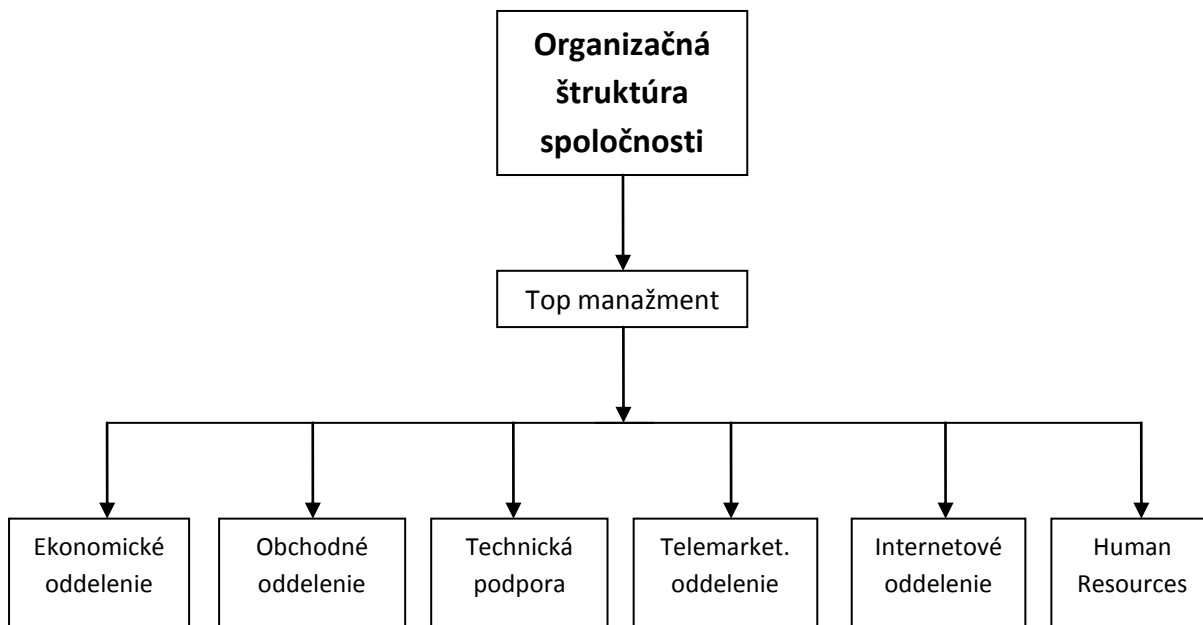 Organizačná
štruktúra
spoločnosti
Top manažment
Ekonomické
oddelenie
Obchodné
oddelenie
Technická
podpora
Telemarket.
oddelenie
Internetové
oddelenie
Human
Resources